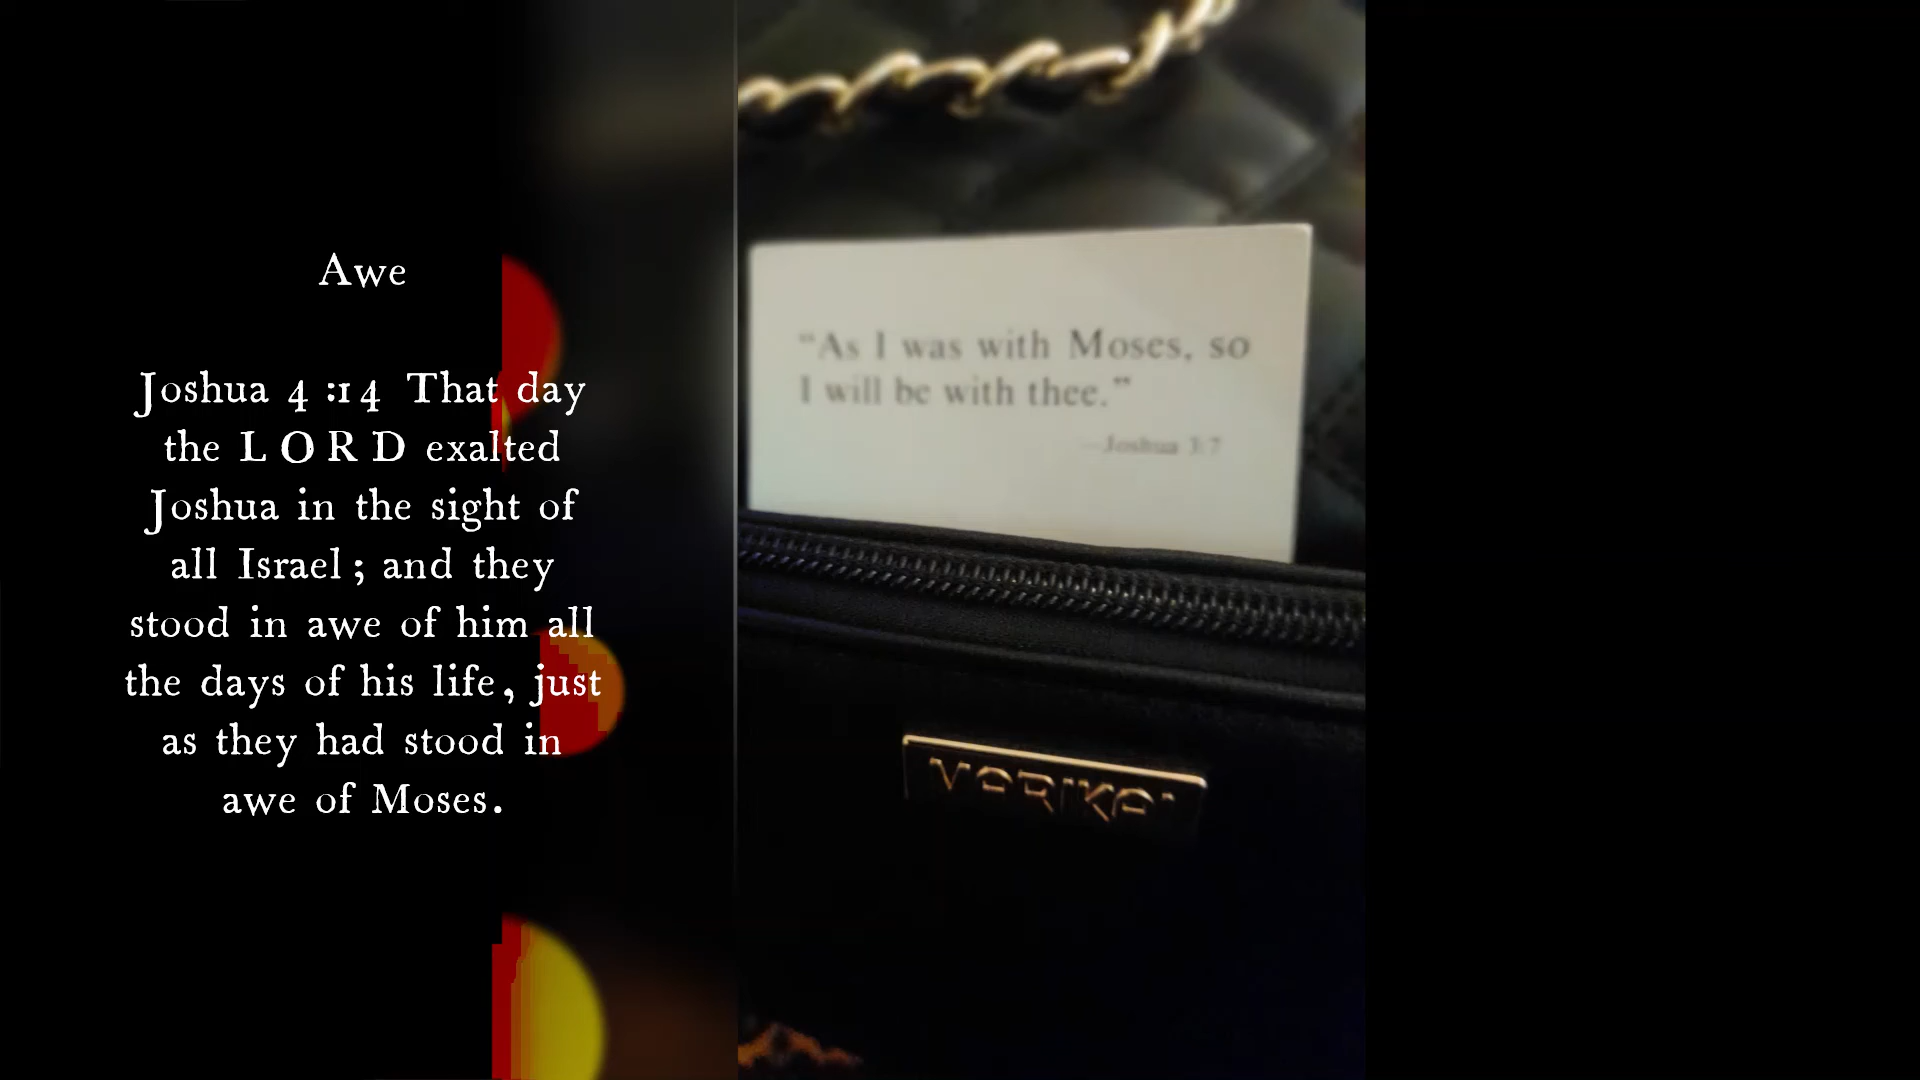 Awe
Joshua 4 :14 That day
the L O R D exalted
Joshua in the sight of
all Israel ; and they
stood in awe of him all
the days of his life, just
as they had stood in
awe of Moses.
“As I was with Moses, so
I will be with thee.”
—Joshua 3:7